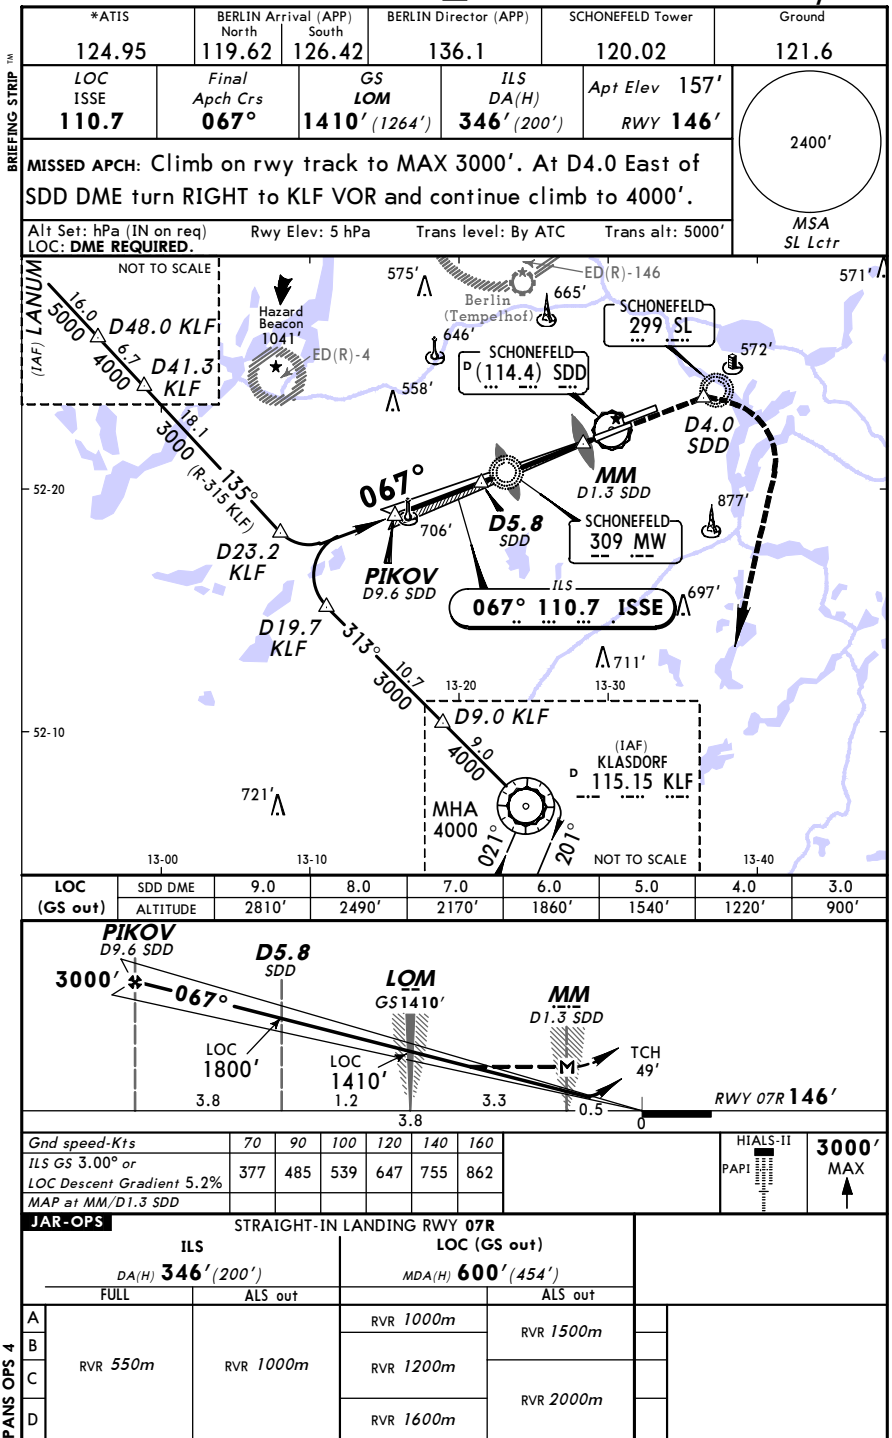 *ATIS
124.95
BERLIN Arrival (APP)
North
South
119.62
126.42
BERLIN Director (APP)
136.1
SCHONEFELD Tower
120.02
Ground
121.6
BRIEFING STRIP TM
LOC
ISSE
110.7
Final
Apch Crs
067°
GS
LOM
1410' (1264')
ILS
DA(H)
346' (200')
Apt Elev 157'
RWY 146'
2400'
MSA
SL Lctr
MISSED APCH: Climb on rwy track to MAX 3000'. At D4.0 East of
SDD DME turn RIGHT to KLF VOR and continue climb to 4000'.
Alt Set: hPa (IN on req)
Rwy Elev: 5 hPa
Trans level: By ATC
Trans alt: 5000'
LOC: DME REQUIRED.
NOT TO SCALE
(IAF) LANUM
16.0
5000
D48.0 KLF
6.7
4000
D41.3
KLF
18.1
3000
135°
(R-315 KLF)
D23.2
KLF
Hazard
Beacon
1041'
ED(R)-4
575'
ED(R)-146
Berlin
(Tempelhof)
665'
646'
558'
571'
SCHONEFELD
299 SL
572'
SCHONEFELD
D (114.4) SDD
D4.0
SDD
067°
MM
D1.3 SDD
877'
D5.8
SDD
706'
SCHONEFELD
309 MW
PIKOV
D9.6 SDD
ILS
067° 110.7 ISSE
697'
D19.7
KLF
313°
10.7
3000
711'
13-20
13-30
52-20
52-10
D9.0 KLF
9.0
4000
(IAF)
KLASDORF
D 115.15 KLF
721'
MHA
4000
021°
201°
NOT TO SCALE
13-00
13-10
13-40
LOC
(GS out)
SDD DME 9.0 8.0 7.0 6.0 5.0 4.0 3.0
ALTITUDE 2810' 2490' 2170' 1860' 1540' 1220' 900'
PIKOV
D9.6 SDD
D5.8
SDD
3000'
067°
LOM
GS 1410'
MM
D1.3 SDD
LOC
1800'
LOC
1410'
M
TCH
49'
3.8
1.2
3.3
0.5
3.8
0
RWY 07R 146'
Gnd speed-Kts 70 90 100 120 140 160
ILS GS 3.00° or
LOC Descent Gradient 5.2%
377 485 539 647 755 862
MAP at MM/D1.3 SDD
HIALS-II
PAPI
3000'
MAX
JAR-OPS
STRAIGHT-IN LANDING RWY 07R
ILS
LOC (GS out)
DA(H) 346' (200')
MDA(H) 600' (454')
FULL
ALS out
ALS out
A
B
C
D
RVR 550m
RVR 1000m
RVR 1000m
RVR 1200m
RVR 1600m
RVR 1500m
RVR 2000m
PANS OPS 4